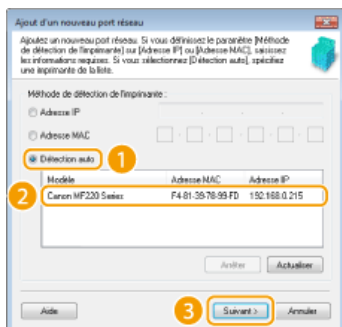 Ajout d'un nouveau port réseau
Ajoutez un nouveau port réseau. Si vous définissez le paramètre [Méthode
de détection de l'imprimante] sur [Adresse IP] ou [Adresse MAC], saisissez
les informations requises. Si vous sélectionnez [Détection auto], spécifiez
une imprimante de la liste.
Méthode de détection de l'imprimante :
Adresse IP
Adresse MAC
Détection auto 1
Modèle Adresse MAC Adresse IP
2 Canon MF220 Series F4-81-39-78-99-FD 192.168.0.215
Arrêter Actualiser
Aide 3 Suivant > Annuler